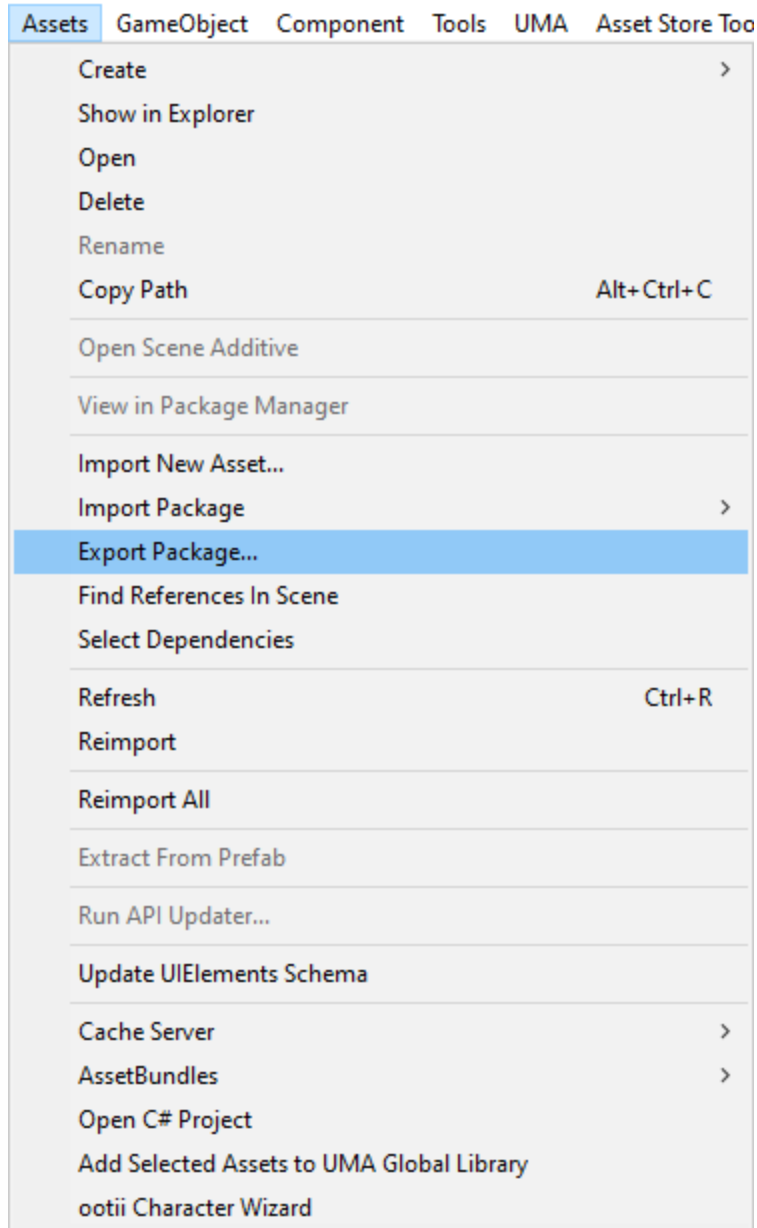 Assets GameObject Component Tools UMA Asset Store Too
Create
Show in Explorer
Open
Delete
Rename
Copy Path Alt+Ctrl+C
Open Scene Additive
View in Package Manager
Import New Asset...
Import Package
Export Package...
Find References In Scene
Select Dependencies
Refresh Ctrl+R
Reimport
Reimport All
Extract From Prefab
Run API Updater...
Update UIElements Schema
Cache Server
AssetBundles
Open C# Project
Add Selected Assets to UMA Global Library
ootii Character Wizard